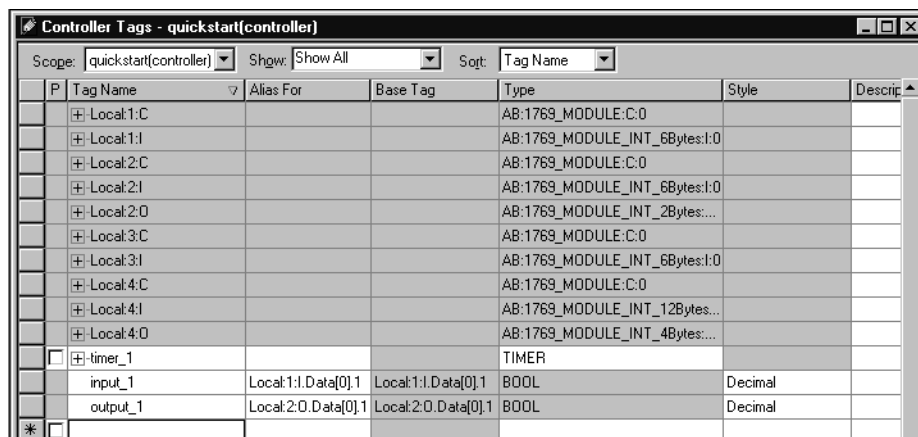 Controller Tags - quickstart(controller)
Scope: quickstart(controller) Show: Show All Sort: Tag Name
P Tag Name Alias For Base Tag Type Style Descrip
Local:1:C AB:1769_MODULE:C:0
Local:1:I AB:1769_MODULE_INT_6Bytes:I:0
Local:2:C AB:1769_MODULE:C:0
Local:2:I AB:1769_MODULE_INT_6Bytes:I:0
Local:2:O AB:1769_MODULE_INT_2Bytes:...
Local:3:C AB:1769_MODULE:C:0
Local:3:I AB:1769_MODULE_INT_6Bytes:I:0
Local:4:C AB:1769_MODULE:C:0
Local:4:I AB:1769_MODULE_INT_12Bytes...
Local:4:O AB:1769_MODULE_INT_4Bytes:...
timer_1 TIMER
input_1 Local:1:I.Data[0].1 Local:1:I.Data[0].1 BOOL Decimal
output_1 Local:2:O.Data[0].1 Local:2:O.Data[0].1 BOOL Decimal